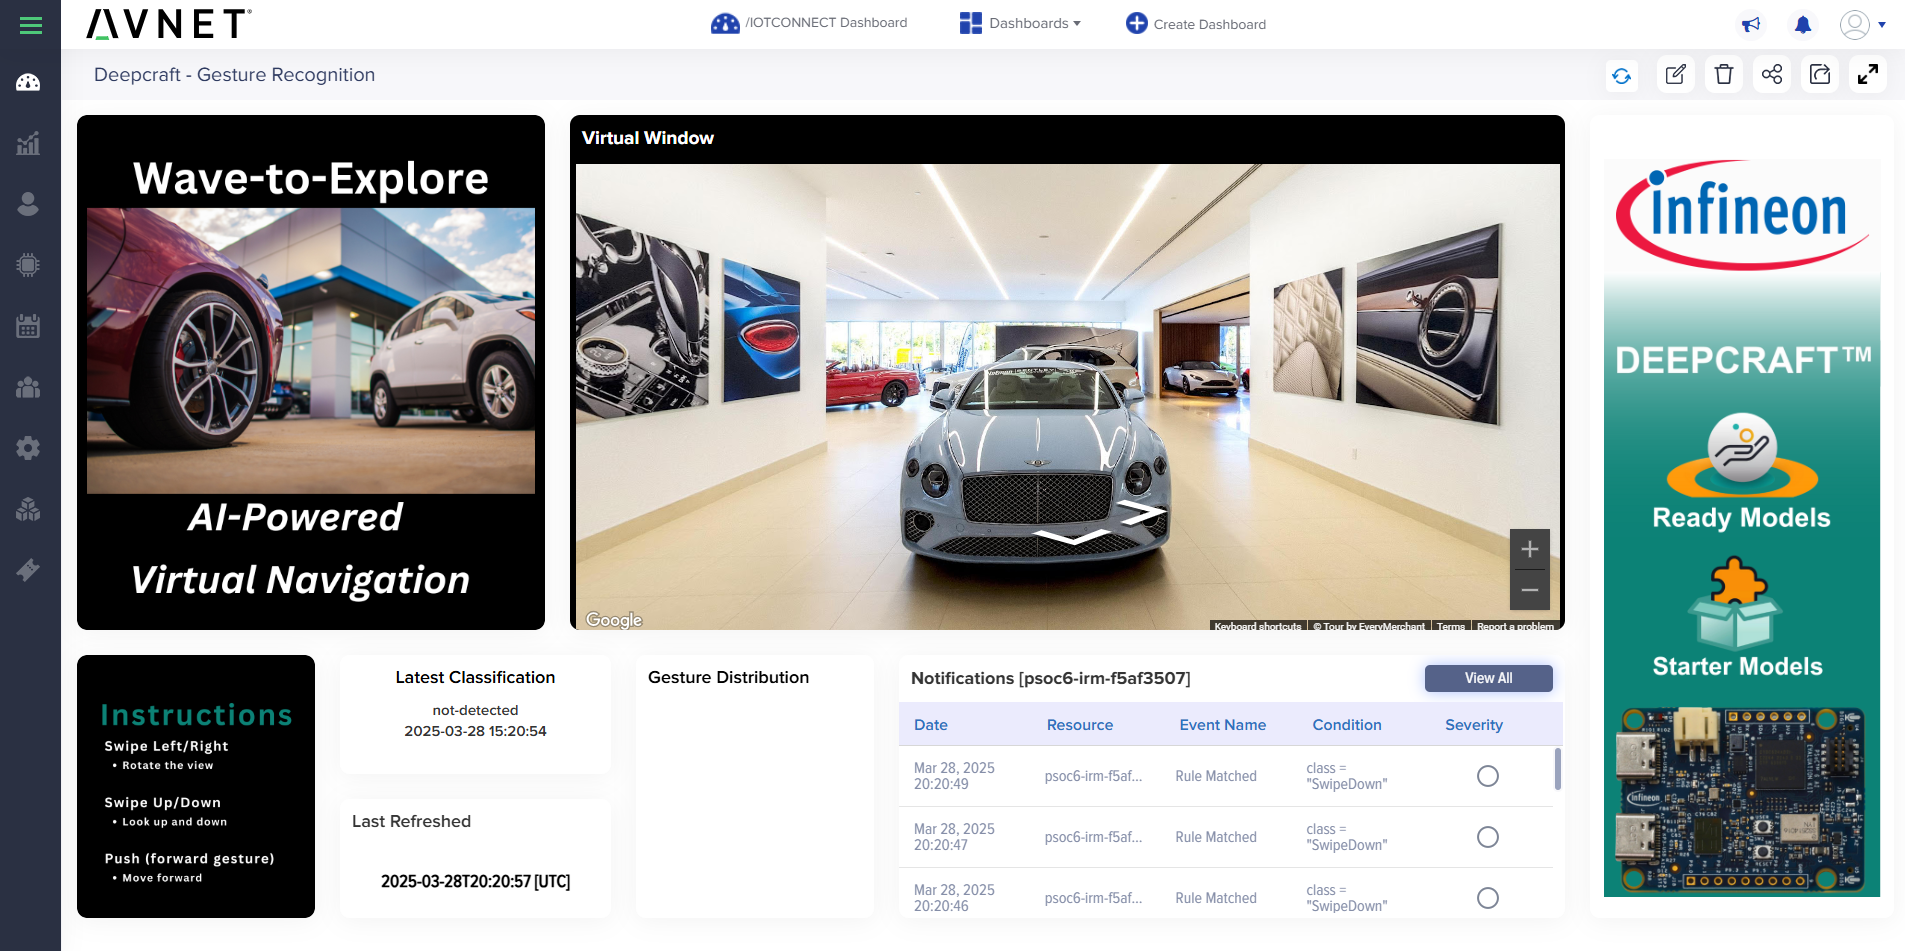 AVNET
/IOTCONNECT Dashboard
Dashboards
Create Dashboard
Deepcraft - Gesture Recognition
Wave-to-Explore
AI-Powered
Virtual Navigation
Virtual Window
Google
Keyboard shortcuts
© Tour by EveryMerchant
Terms
Report a problem
infineon
DEEPCRAFT™
Ready Models
Starter Models
infineon
Instructions
Swipe Left/Right
• Rotate the view
Swipe Up/Down
• Look up and down
Push (forward gesture)
• Move forward
Latest Classification
not-detected
2025-03-28 15:20:54
Last Refreshed
2025-03-28T20:20:57 [UTC]
Gesture Distribution
Notifications [psoc6-irm-f5af3507]
View All
Date Resource Event Name Condition Severity
Mar 28, 2025
20:20:49
psoc6-irm-f5af...
Rule Matched
class =
"SwipeDown"
Mar 28, 2025
20:20:47
psoc6-irm-f5af...
Rule Matched
class =
"SwipeDown"
Mar 28, 2025
20:20:46
psoc6-irm-f5af...
Rule Matched
class =
"SwipeDown"